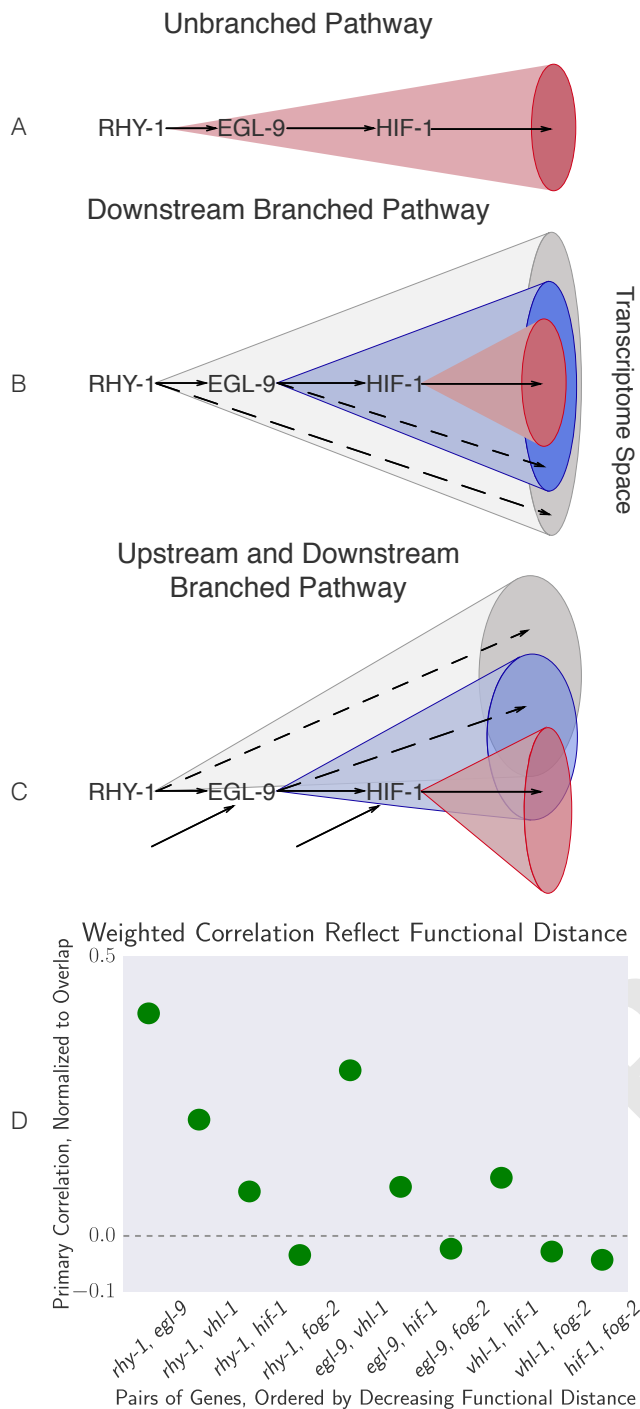 Unbranched Pathway
A
RHY-1 EGL-9 HIF-1
Downstream Branched Pathway
Transcriptome Space
B
RHY-1 EGL-9 HIF-1
Upstream and Downstream
Branched Pathway
C
RHY-1 EGL-9 HIF-1
Weighted Correlation Reflect Functional Distance
D
Primary Correlation, Normalized to Overlap
0.5
0.0
−0.1
rhy-1, egl-9
rhy-1, vhl-1
rhy-1, hif-1
rhy-1, fog-2
egl-9, vhl-1
egl-9, hif-1
egl-9, fog-2
vhl-1, hif-1
vhl-1, fog-2
hif-1, fog-2
Pairs of Genes, Ordered by Decreasing Functional Distance